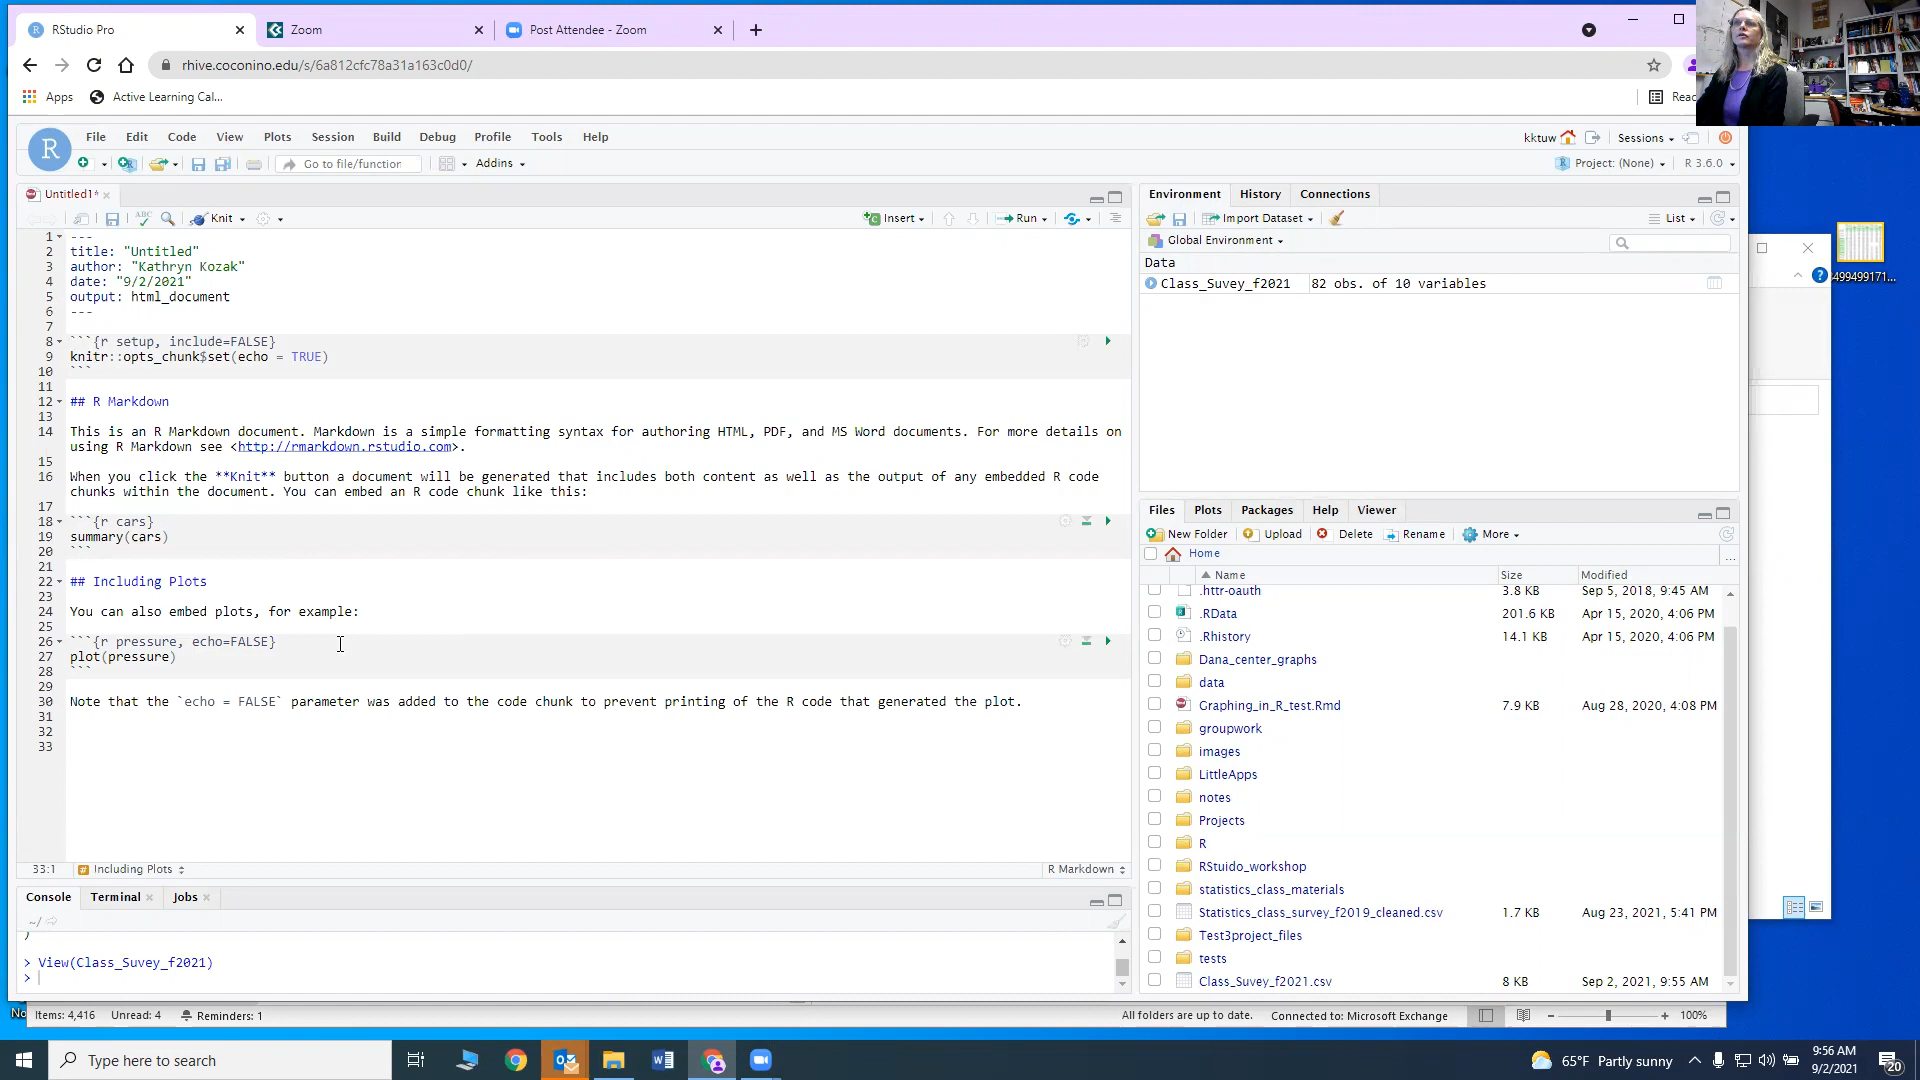 RStudio Pro
Zoom
Post Attendee - Zoom
rhive.coconino.edu/s/6a812cfc78a31a163c0d0/
Apps
Active Learning Cal...
R
File Edit Code View Plots Session Build Debug Profile Tools Help
kktuw
Sessions
Go to file/function
Addins
Project: (None)
R 3.6.0
Untitled1*
Knit
Insert
Run
1 ---
2 title: "Untitled"
3 author: "Kathryn Kozak"
4 date: "9/2/2021"
5 output: html_document
6 ---
7
8 ```{r setup, include=FALSE}
9 knitr::opts_chunk$set(echo = TRUE)
10 ```
11
12 ## R Markdown
13
14 This is an R Markdown document. Markdown is a simple formatting syntax for authoring HTML, PDF, and MS Word documents. For more details on
using R Markdown see <http://rmarkdown.rstudio.com>.
15
16 When you click the **Knit** button a document will be generated that includes both content as well as the output of any embedded R code
chunks within the document. You can embed an R code chunk like this:
17
18 ```{r cars}
19 summary(cars)
20 ```
21
22 ## Including Plots
23
24 You can also embed plots, for example:
25
26 ```{r pressure, echo=FALSE}
27 plot(pressure)
28 ```
29
30 Note that the `echo = FALSE` parameter was added to the code chunk to prevent printing of the R code that generated the plot.
31
32
33
33:1
Including Plots
R Markdown
Console Terminal Jobs
~/
)
> View(Class_Suvey_f2021)
>
Environment History Connections
Import Dataset
List
Global Environment
Data
Class_Suvey_f2021 82 obs. of 10 variables
Files Plots Packages Help Viewer
New Folder Upload Delete Rename More
Home
...
Name Size Modified
.httr-oauth 3.8 KB Sep 5, 2018, 9:45 AM
.RData 201.6 KB Apr 15, 2020, 4:06 PM
.Rhistory 14.1 KB Apr 15, 2020, 4:06 PM
Dana_center_graphs
data
Graphing_in_R_test.Rmd 7.9 KB Aug 28, 2020, 4:08 PM
groupwork
images
LittleApps
notes
Projects
R
RStuido_workshop
statistics_class_materials
Statistics_class_survey_f2019_cleaned.csv 1.7 KB Aug 23, 2021, 5:41 PM
Test3project_files
tests
Class_Suvey_f2021.csv 8 KB Sep 2, 2021, 9:55 AM
499499171...
Items: 4,416 Unread: 4 Reminders: 1
All folders are up to date. Connected to: Microsoft Exchange
100%
Type here to search
65°F Partly sunny
9:56 AM
9/2/2021
20